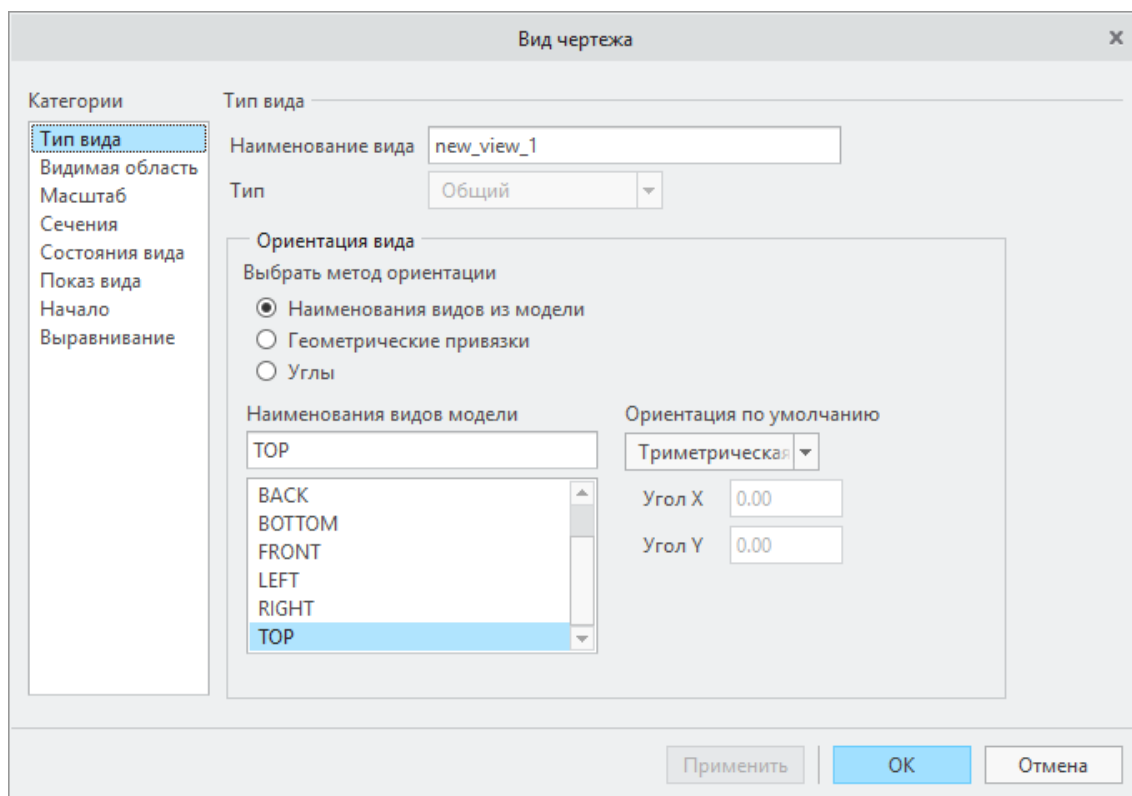 Вид чертежа
Категории
Тип вида
Видимая область
Масштаб
Сечения
Состояния вида
Показ вида
Начало
Выравнивание
Тип вида
Наименование вида new_view_1
Тип Общий
Ориентация вида
Выбрать метод ориентации
Наименования видов из модели
Геометрические привязки
Углы
Наименования видов модели
TOP
BACK
BOTTOM
FRONT
LEFT
RIGHT
TOP
Ориентация по умолчанию
Триметрическая
Угол X 0.00
Угол Y 0.00
Применить
OK
Отмена